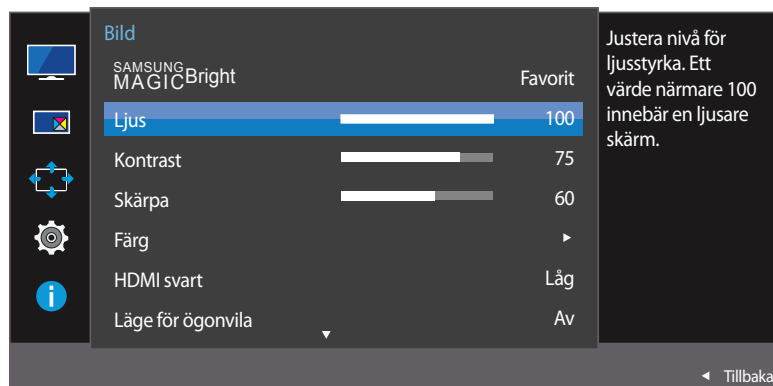 Bild
SAMSUNG MAGICBright Favorit
Ljus 100
Kontrast 75
Skärpa 60
Färg
HDMI svart Låg
Läge för ögonvila Av
Justera nivå för
ljusstyrka. Ett
värde närmare 100
innebär en ljusare
skärm.
Tillbaka